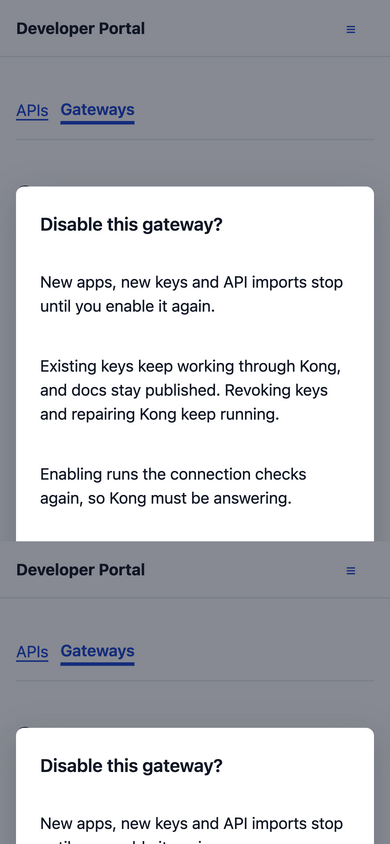 Developer Portal
≡
APIs Gateways
Disable this gateway?
New apps, new keys and API imports stop
until you enable it again.
Existing keys keep working through Kong,
and docs stay published. Revoking keys
and repairing Kong keep running.
Enabling runs the connection checks
again, so Kong must be answering.
Developer Portal
≡
APIs Gateways
Disable this gateway?
New apps, new keys and API imports stop